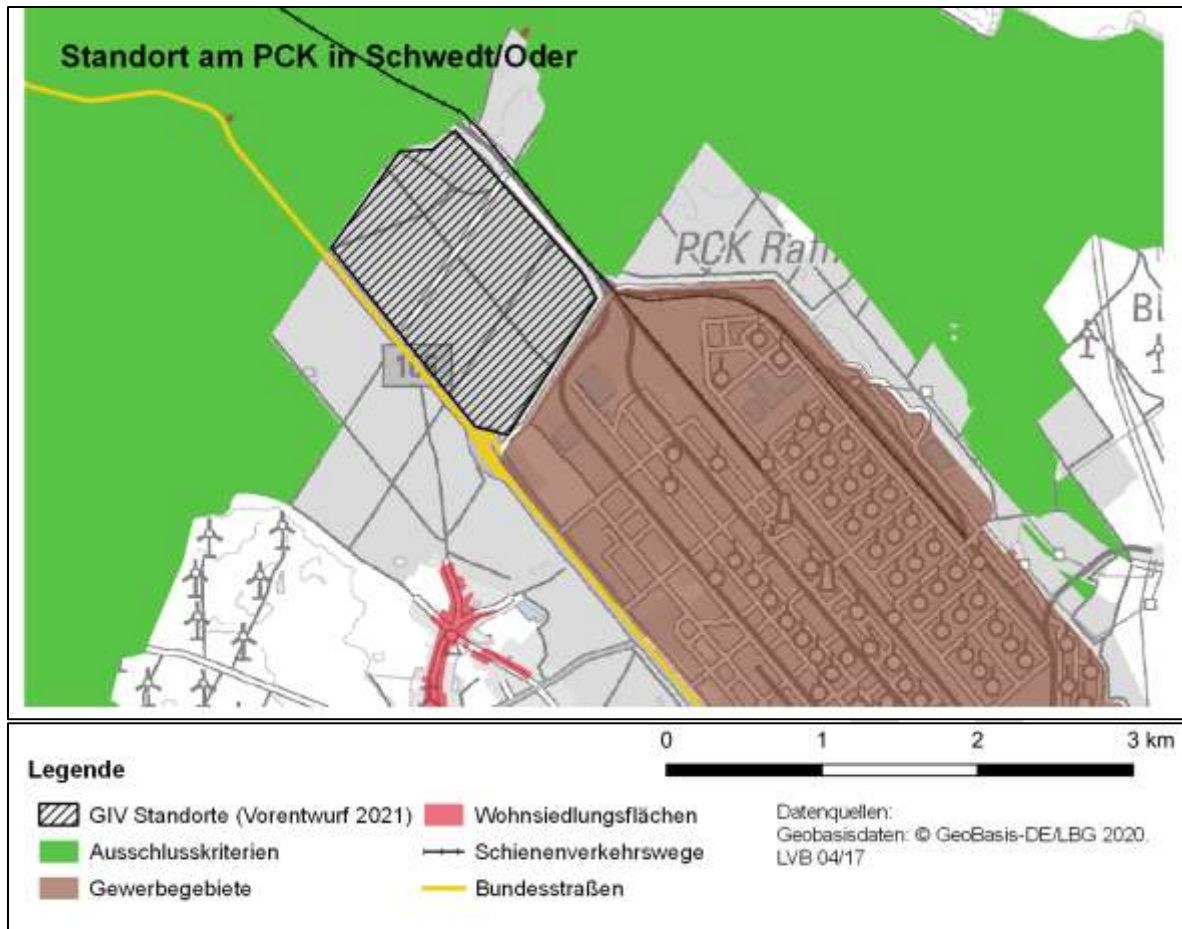 Standort am PCK in Schwedt/Oder
PCK Raff
0 1 2 3 km
Legende
GIV Standorte (Vorentwurf 2021)
Ausschlusskriterien
Gewerbegebiete
Wohnsiedlungsflächen
Schienenverkehrswege
Bundesstraßen
Datenquellen:
Geobasisdaten: © GeoBasis-DE/LBG 2020.
LVB 04/17